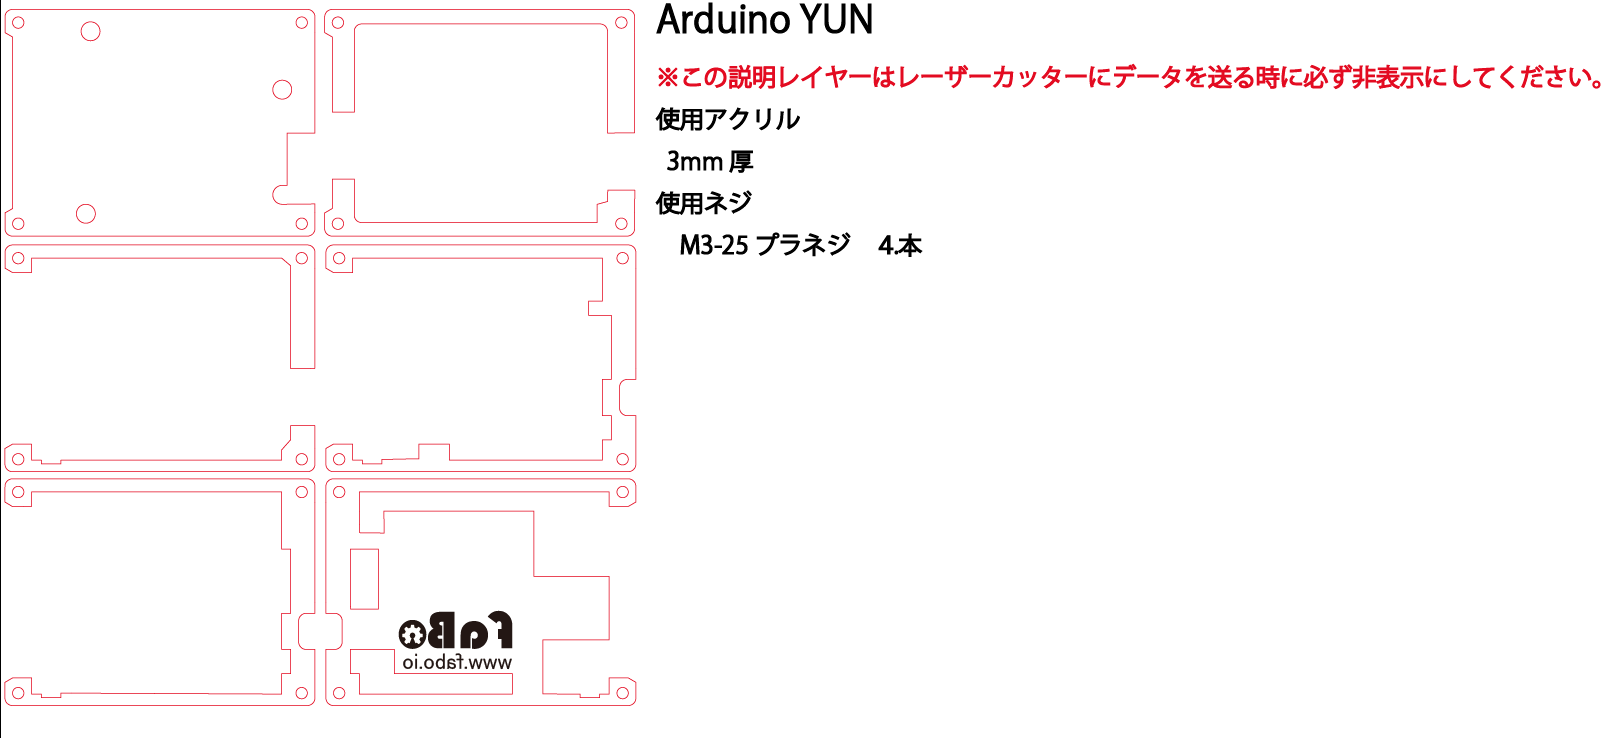 Arduino YUN
※この説明レイヤーはレーザーカッターにデータを送る時に必ず非表示にしてください。
使用アクリル
3mm 厚
使用ネジ
M3-25 プラネジ 4.本
FaBo
www.fabo.io